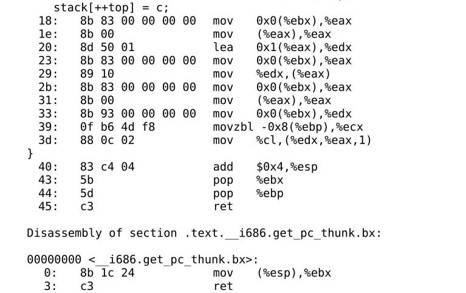 stack[++top] = c;
18: 8b 83 00 00 00 00 mov 0x0(%ebx),%eax
1e: 8b 00 mov (%eax),%eax
20: 8d 50 01 lea 0x1(%eax),%edx
23: 8b 83 00 00 00 00 mov 0x0(%ebx),%eax
29: 89 10 mov %edx,(%eax)
2b: 8b 83 00 00 00 00 mov 0x0(%ebx),%eax
31: 8b 00 mov (%eax),%eax
33: 8b 93 00 00 00 00 mov 0x0(%ebx),%edx
39: 0f b6 4d f8 movzbl -0x8(%ebp),%ecx
3d: 88 0c 02 mov %cl,(%edx,%eax,1)
}
40: 83 c4 04 add $0x4,%esp
43: 5b pop %ebx
44: 5d pop %ebp
45: c3 ret
Disassembly of section .text.__i686.get_pc_thunk.bx:
00000000 <__i686.get_pc_thunk.bx>:
0: 8b 1c 24 mov (%esp),%ebx
3: c3 ret